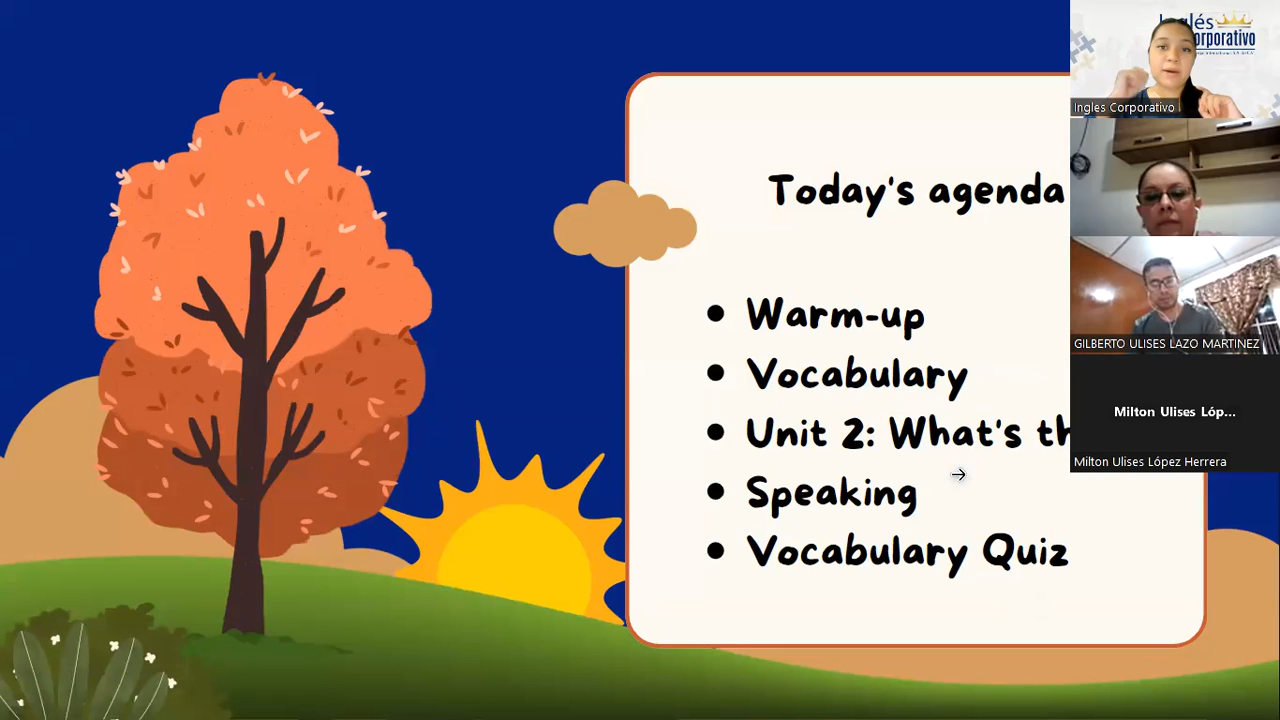 Today's agenda
• Warm-up
• Vocabulary
• Unit 2: What's th
• Speaking
• Vocabulary Quiz
Inglés
Corporativo
Ingles Corporativo
GILBERTO ULISES LAZO MARTINEZ
Milton Ulises Lóp...
Milton Ulises López Herrera